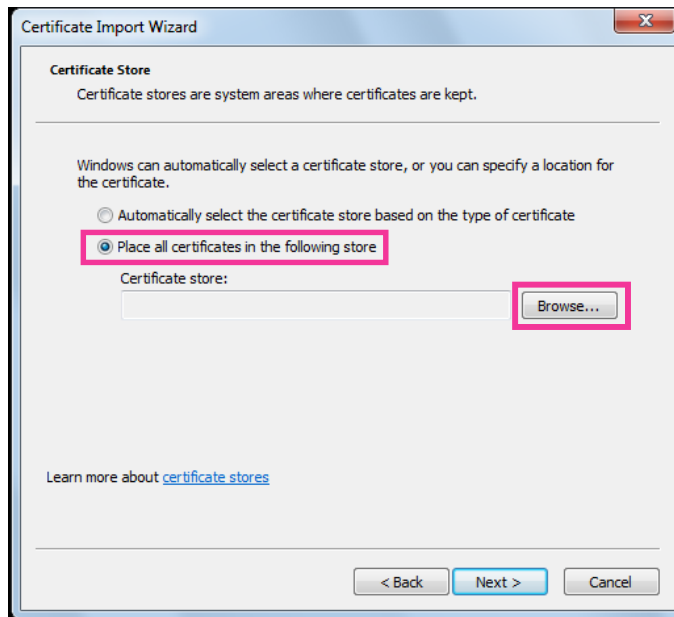 Certificate Import Wizard
Certificate Store
Certificate stores are system areas where certificates are kept.
Windows can automatically select a certificate store, or you can specify a location for
the certificate.
Automatically select the certificate store based on the type of certificate
Place all certificates in the following store
Certificate store:
Browse...
Learn more about certificate stores
< Back Next > Cancel